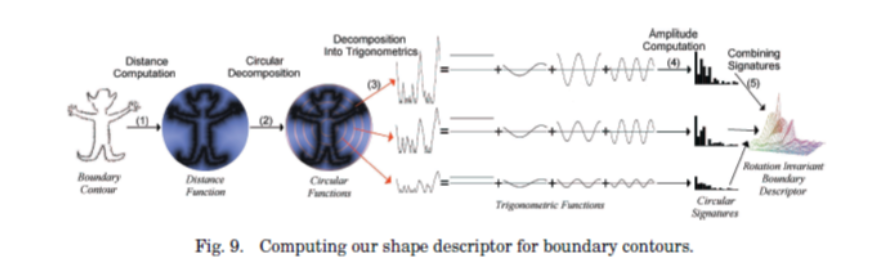 Decomposition
Into Trigonometrics
Amplitude
Computation
Distance
Computation
Circular
Decomposition
Combining
Signatures
(1)
(2)
(3)
=
+
+
+
(4)
(5)
=
+
+
+
=
+
+
+
Boundary
Contour
Distance
Function
Circular
Functions
Trigonometric Functions
Circular
Signatures
Rotation Invariant
Boundary
Descriptor
Fig. 9. Computing our shape descriptor for boundary contours.